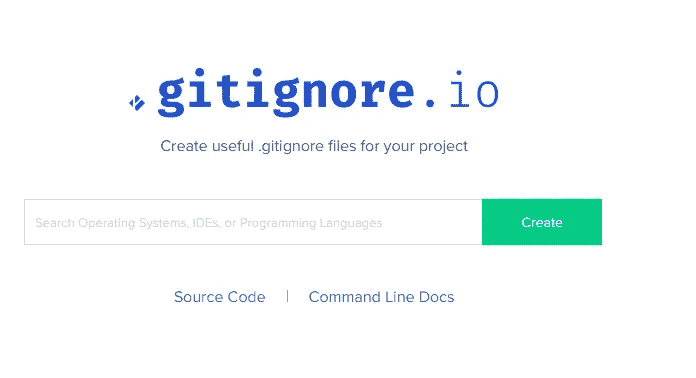 .gitignore.io
Create useful .gitignore files for your project
Search Operating Systems, IDEs, or Programming Languages
Create
Source Code
Command Line Docs